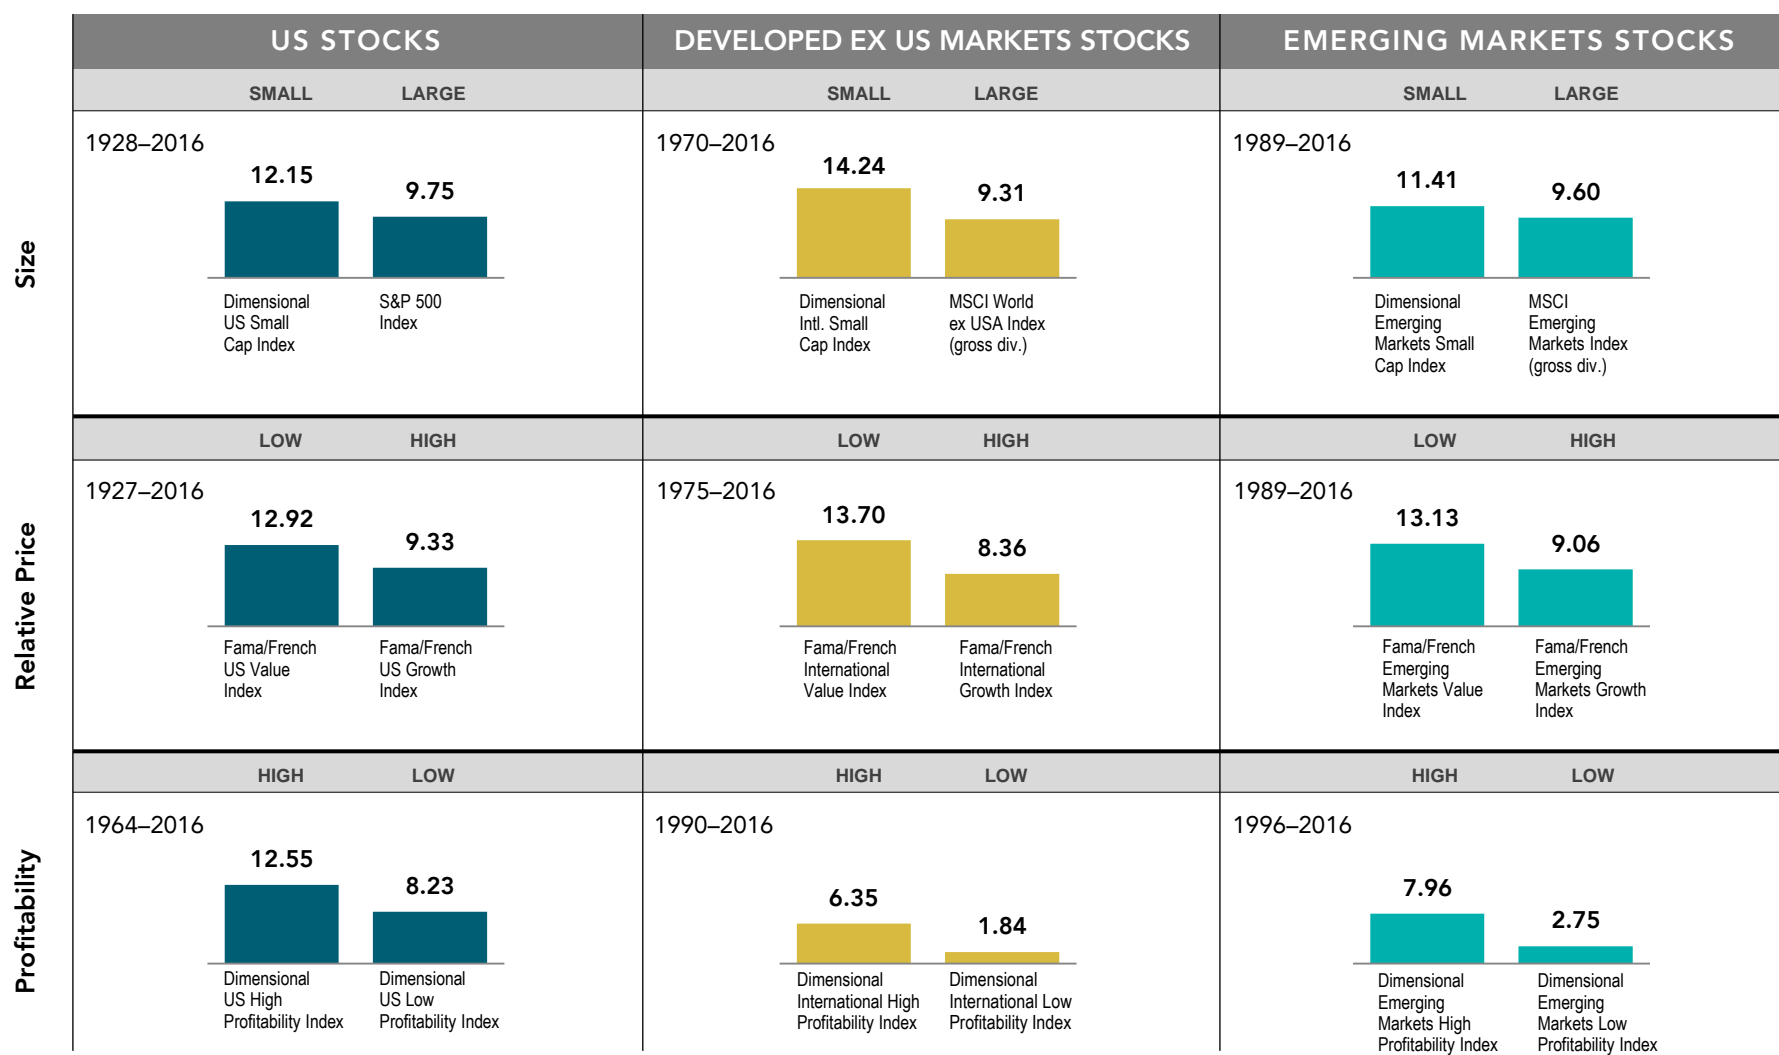 US STOCKS
DEVELOPED EX US MARKETS STOCKS
EMERGING MARKETS STOCKS
Size
SMALL LARGE
SMALL LARGE
SMALL LARGE
1928–2016
12.15
9.75
Dimensional
US Small
Cap Index
S&P 500
Index
1970–2016
14.24
9.31
Dimensional
Intl. Small
Cap Index
MSCI World
ex USA Index
(gross div.)
1989–2016
11.41
9.60
Dimensional
Emerging
Markets Small
Cap Index
MSCI
Emerging
Markets Index
(gross div.)
Relative Price
LOW HIGH
LOW HIGH
LOW HIGH
1927–2016
12.92
9.33
Fama/French
US Value
Index
Fama/French
US Growth
Index
1975–2016
13.70
8.36
Fama/French
International
Value Index
Fama/French
International
Growth Index
1989–2016
13.13
9.06
Fama/French
Emerging
Markets Value
Index
Fama/French
Emerging
Markets Growth
Index
Profitability
HIGH LOW
HIGH LOW
HIGH LOW
1964–2016
12.55
8.23
Dimensional
US High
Profitability Index
Dimensional
US Low
Profitability Index
1990–2016
6.35
1.84
Dimensional
International High
Profitability Index
Dimensional
International Low
Profitability Index
1996–2016
7.96
2.75
Dimensional
Emerging
Markets High
Profitability Index
Dimensional
Emerging
Markets Low
Profitability Index